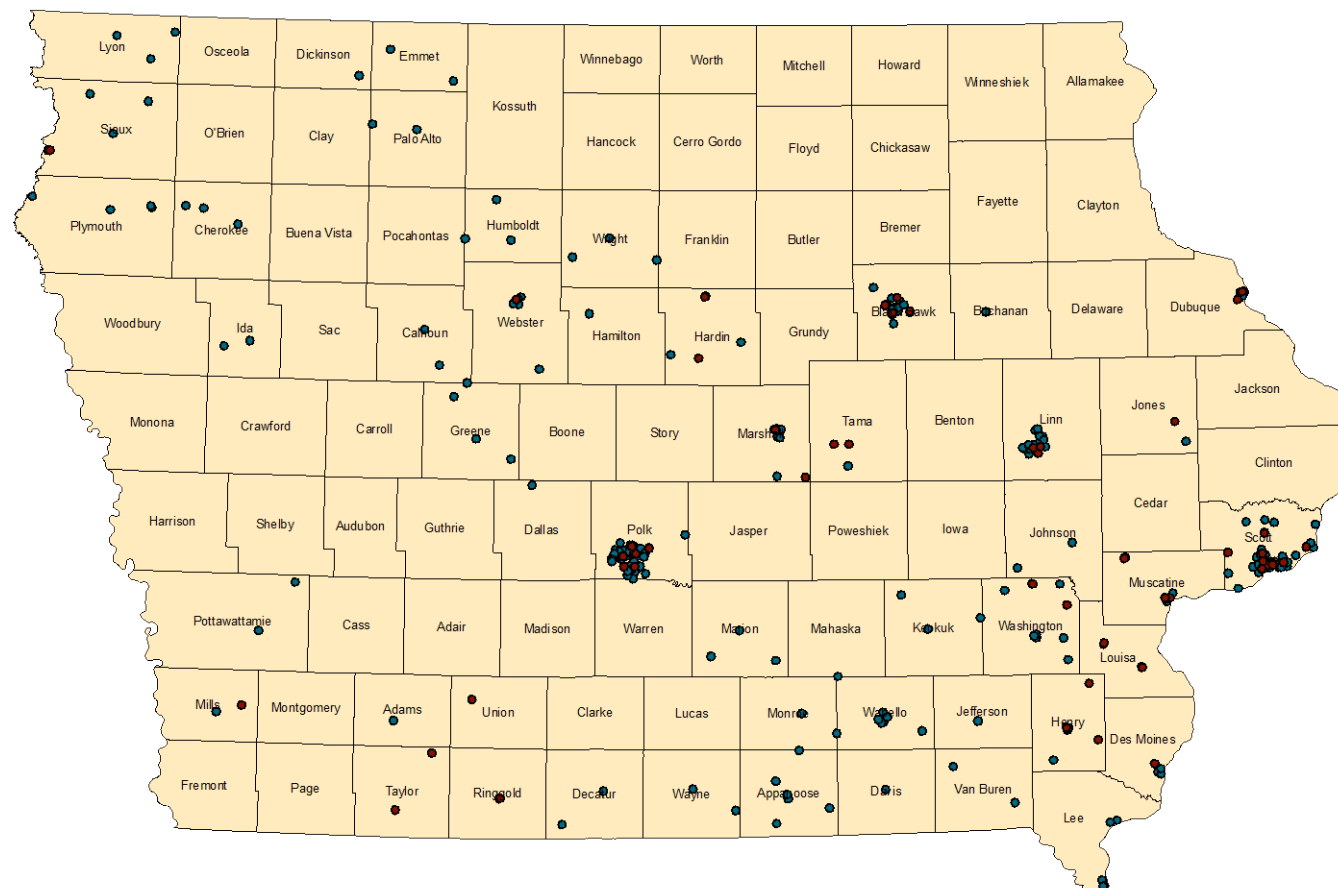 Lyon
Osceola
Dickinson
Emmet
Winnebago
Worth
Mitchell
Howard
Winneshiek
Allamakee
Kossuth
Sioux
O'Brien
Clay
Palo Alto
Hancock
Cerro Gordo
Floyd
Chickasaw
Fayette
Clayton
Plymouth
Cherokee
Buena Vista
Pocahontas
Humboldt
Wright
Franklin
Butler
Bremer
Woodbury
Ida
Sac
Calhoun
Webster
Hamilton
Hardin
Grundy
Black Hawk
Buchanan
Delaware
Dubuque
Jackson
Monona
Crawford
Carroll
Greene
Boone
Story
Marshall
Tama
Benton
Linn
Jones
Clinton
Cedar
Harrison
Shelby
Audubon
Guthrie
Dallas
Polk
Jasper
Poweshiek
Iowa
Johnson
Scott
Muscatine
Pottawattamie
Cass
Adair
Madison
Warren
Marion
Mahaska
Keokuk
Washington
Louisa
Mills
Montgomery
Adams
Union
Clarke
Lucas
Monroe
Wapello
Jefferson
Henry
Des Moines
Fremont
Page
Taylor
Ringgold
Decatur
Wayne
Appanoose
Davis
Van Buren
Lee